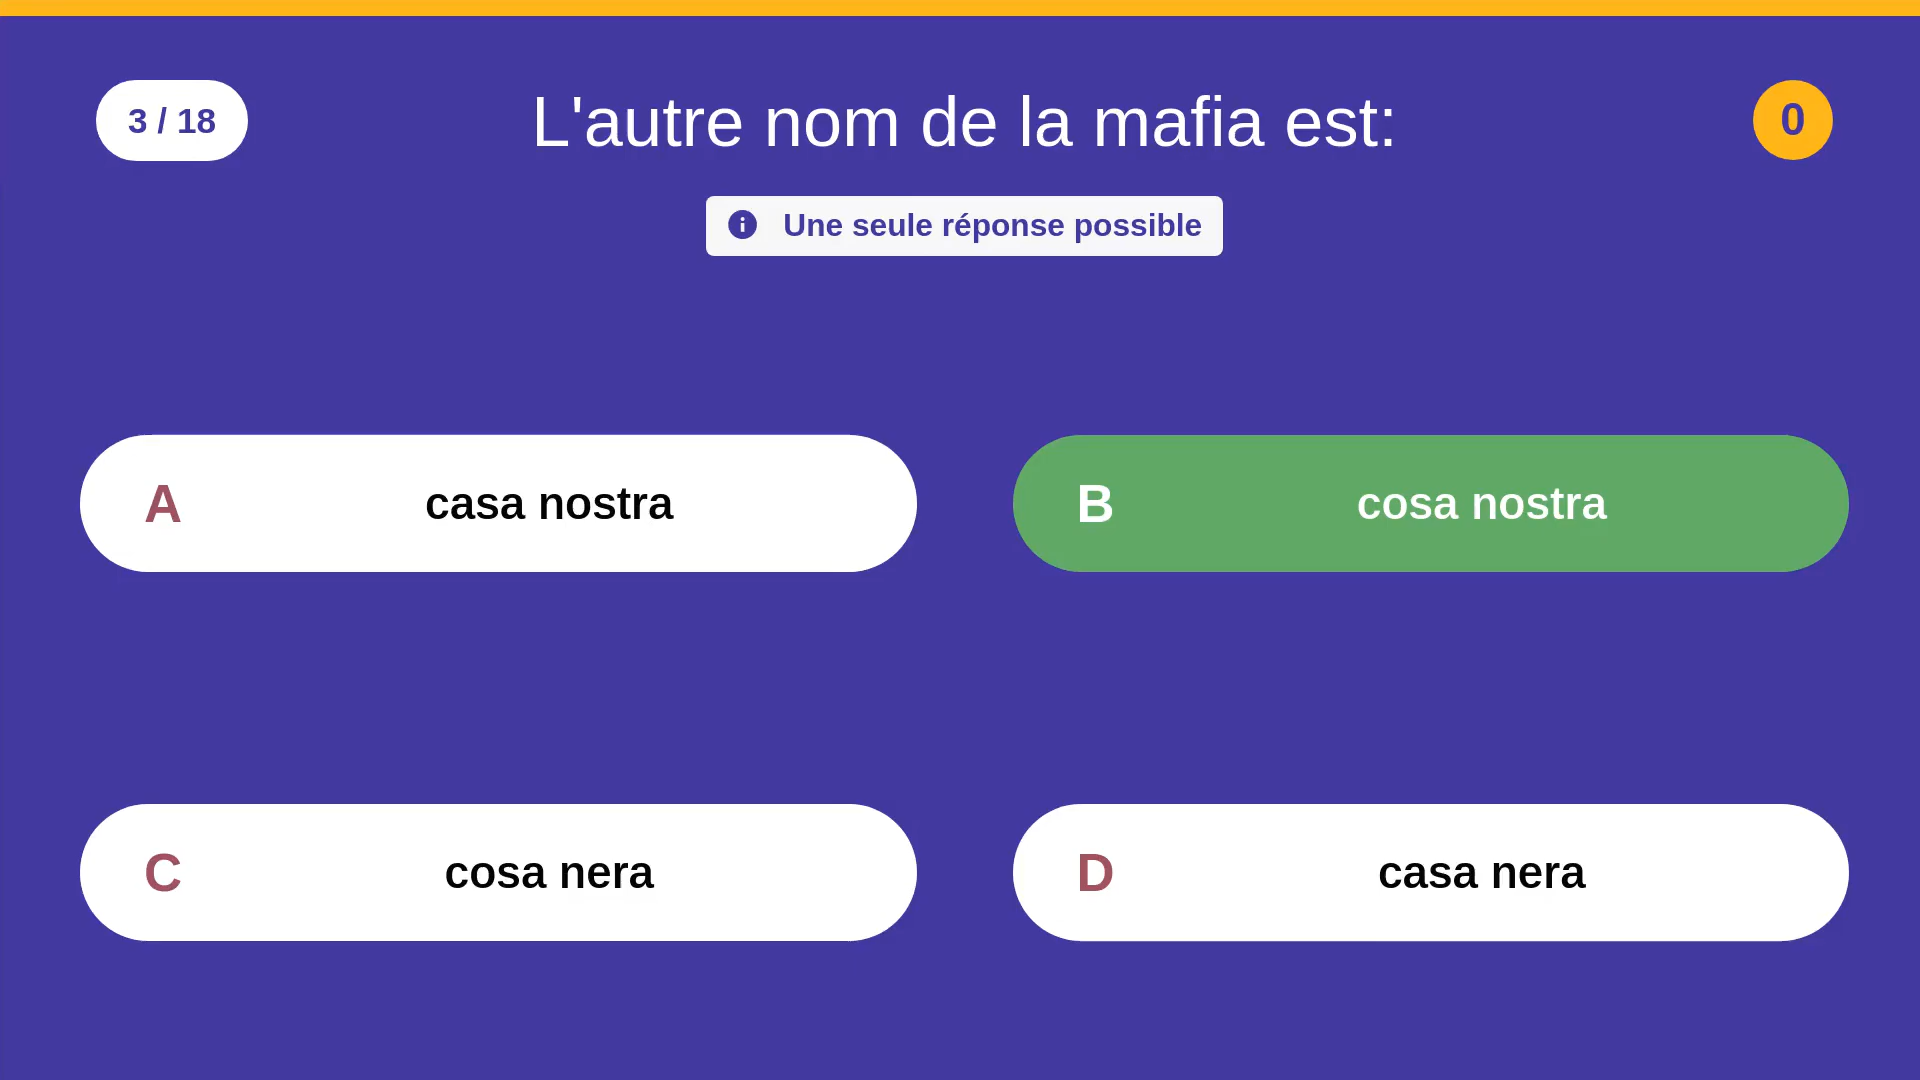 3 / 18
L'autre nom de la mafia est:
0
Une seule réponse possible
A casa nostra
B cosa nostra
C cosa nera
D casa nera